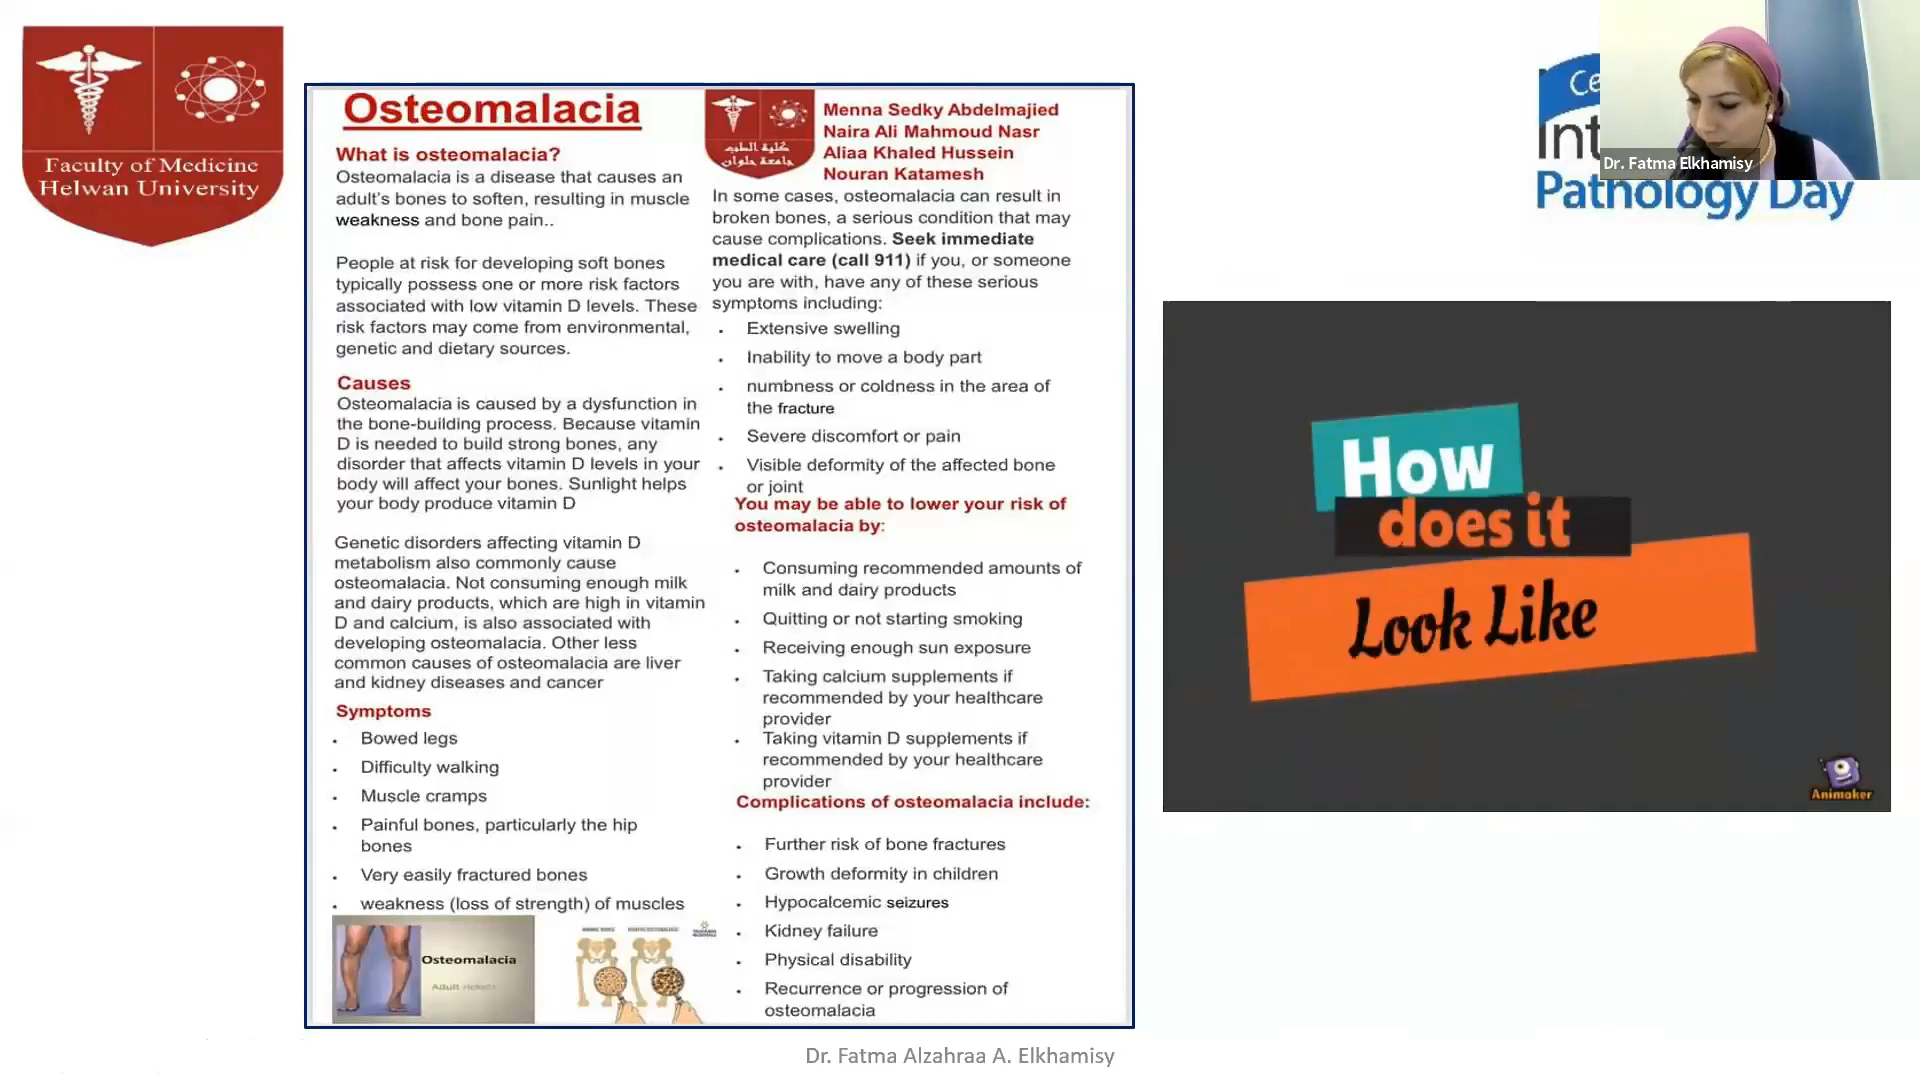 Faculty of Medicine
Helwan University
Osteomalacia
What is osteomalacia?
Osteomalacia is a disease that causes an
adult's bones to soften, resulting in muscle
weakness and bone pain..
People at risk for developing soft bones
typically possess one or more risk factors
associated with low vitamin D levels. These
risk factors may come from environmental,
genetic and dietary sources.
Causes
Osteomalacia is caused by a dysfunction in
the bone-building process. Because vitamin
D is needed to build strong bones, any
disorder that affects vitamin D levels in your
body will affect your bones. Sunlight helps
your body produce vitamin D
Genetic disorders affecting vitamin D
metabolism also commonly cause
osteomalacia. Not consuming enough milk
and dairy products, which are high in vitamin
D and calcium, is also associated with
developing osteomalacia. Other less
common causes of osteomalacia are liver
and kidney diseases and cancer
Symptoms
Bowed legs
Difficulty walking
Muscle cramps
Painful bones, particularly the hip
bones
Very easily fractured bones
weakness (loss of strength) of muscles
Osteomalacia
Adult rickets
كلية الطب
جامعة حلوان
Menna Sedky Abdelmajied
Naira Ali Mahmoud Nasr
Aliaa Khaled Hussein
Nouran Katamesh
In some cases, osteomalacia can result in
broken bones, a serious condition that may
cause complications. Seek immediate
medical care (call 911) if you, or someone
you are with, have any of these serious
symptoms including:
Extensive swelling
Inability to move a body part
numbness or coldness in the area of
the fracture
Severe discomfort or pain
Visible deformity of the affected bone
or joint
You may be able to lower your risk of
osteomalacia by:
Consuming recommended amounts of
milk and dairy products
Quitting or not starting smoking
Receiving enough sun exposure
Taking calcium supplements if
recommended by your healthcare
provider
Taking vitamin D supplements if
recommended by your healthcare
provider
Complications of osteomalacia include:
Further risk of bone fractures
Growth deformity in children
Hypocalcemic seizures
Kidney failure
Physical disability
Recurrence or progression of
osteomalacia
Ce
Int
Pathology Day
Dr. Fatma Elkhamisy
How
does it
Look Like
Animaker
Dr. Fatma Alzahraa A. Elkhamisy